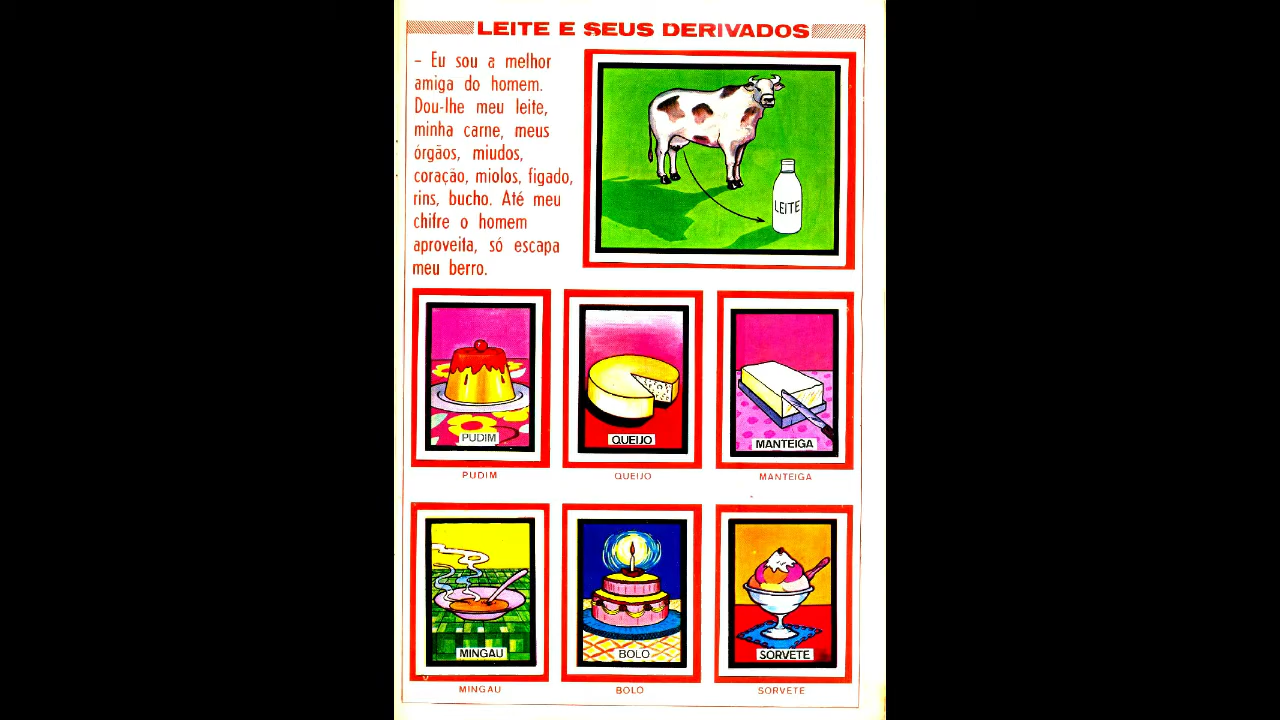 LEITE E SEUS DERIVADOS
– Eu sou a melhor
amiga do homem.
Dou-lhe meu leite,
minha carne, meus
órgãos, miudos,
coração, miolos, figado,
rins, bucho. Até meu
chifre o homem
aproveita, só escapa
meu berro.
LEITE
PUDIM
QUEIJO
MANTEIGA
PUDIM
QUEIJO
MANTEIGA
MINGAU
BOLO
SORVETE
MINGAU
BOLO
SORVETE